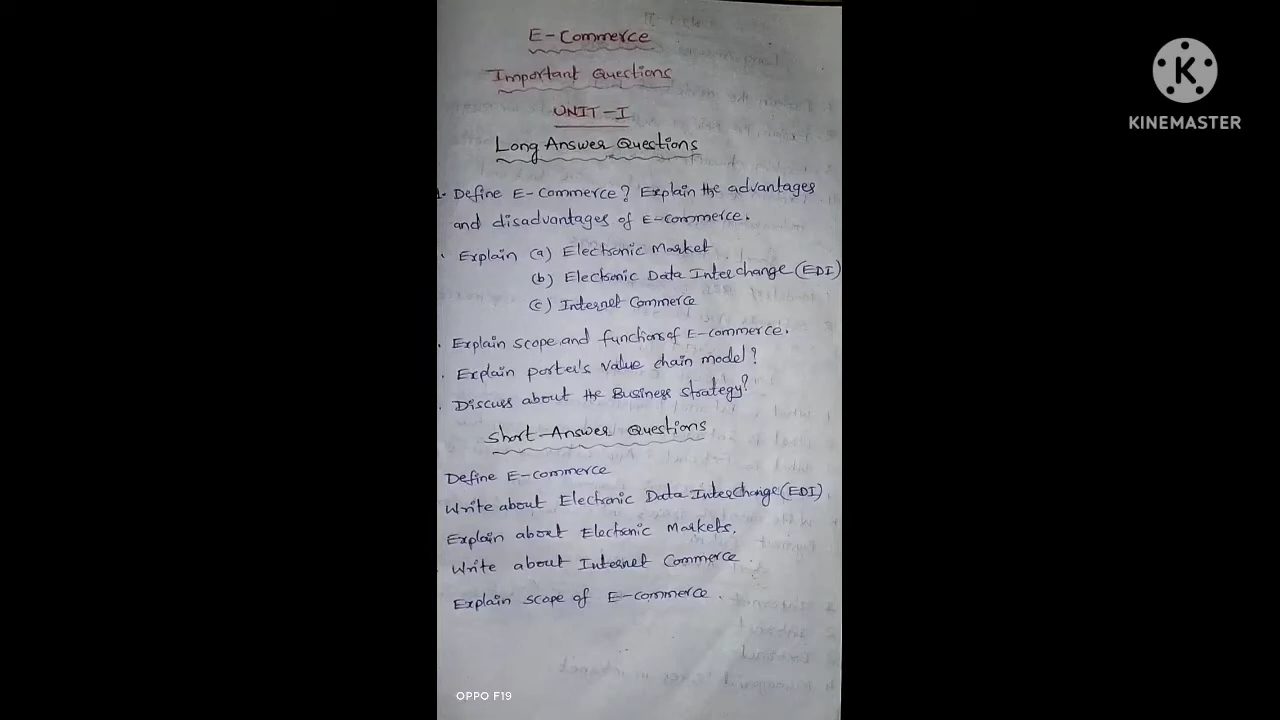 E-Commerce
Important Questions
UNIT-I
Long Answer Questions
1. Define E-Commerce? Explain the advantages
and disadvantages of E-commerce.
. Explain (a) Electronic Market
(b) Electronic Data Interchange (EDI)
(c) Internet Commerce
. Explain scope and functions of E-commerce.
. Explain porter's value chain model?
. Discuss about the Business strategy?
Short-Answer Questions
Define E-commerce
Write about Electronic Data Interchange (EDI)
Explain about Electronic Markets.
Write about Internet Commerce
Explain scope of E-commerce.
OPPO F19
K
KINEMASTER